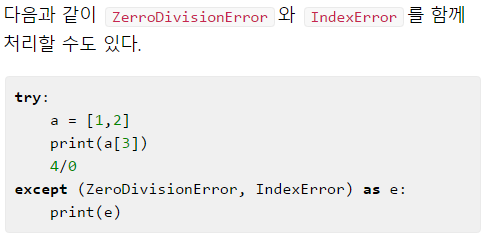 다음과 같이 ZerroDivisionError 와 IndexError 를 함께
처리할 수도 있다.
try:
    a = [1,2]
    print(a[3])
    4/0
except (ZeroDivisionError, IndexError) as e:
    print(e)